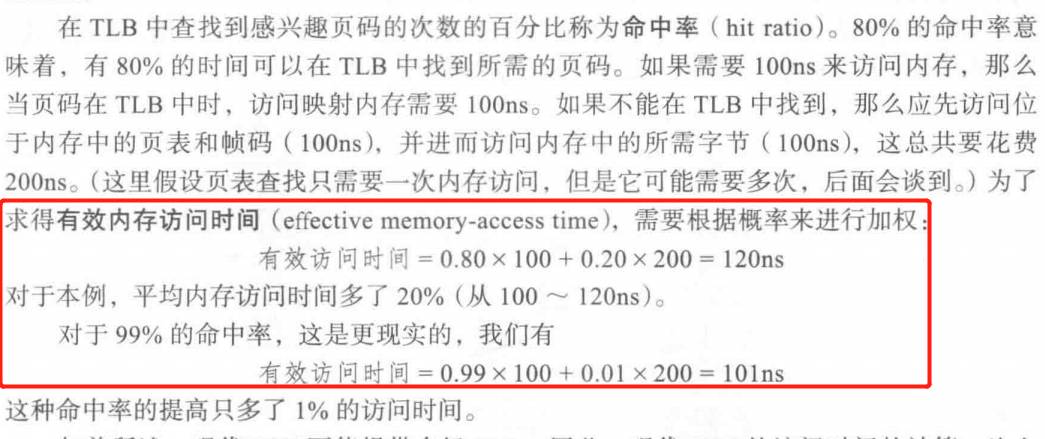 在 TLB 中查找到感兴趣页码的次数的百分比称为命中率（hit ratio）。80% 的命中率意
味着，有 80% 的时间可以在 TLB 中找到所需的页码。如果需要 100ns 来访问内存，那么
当页码在 TLB 中时，访问映射内存需要 100ns。如果不能在 TLB 中找到，那么应先访问位
于内存中的页表和帧码（100ns），并进而访问内存中的所需字节（100ns），这总共要花费
200ns。（这里假设页表查找只需要一次内存访问，但是它可能需要多次，后面会谈到。）为了
求得有效内存访问时间（effective memory-access time），需要根据概率来进行加权：
有效访问时间 = 0.80 × 100 + 0.20 × 200 = 120ns
对于本例，平均内存访问时间多了 20%（从 100 ～ 120ns）。
对于 99% 的命中率，这是更现实的，我们有
有效访问时间 = 0.99 × 100 + 0.01 × 200 = 101ns
这种命中率的提高只多了 1% 的访问时间。